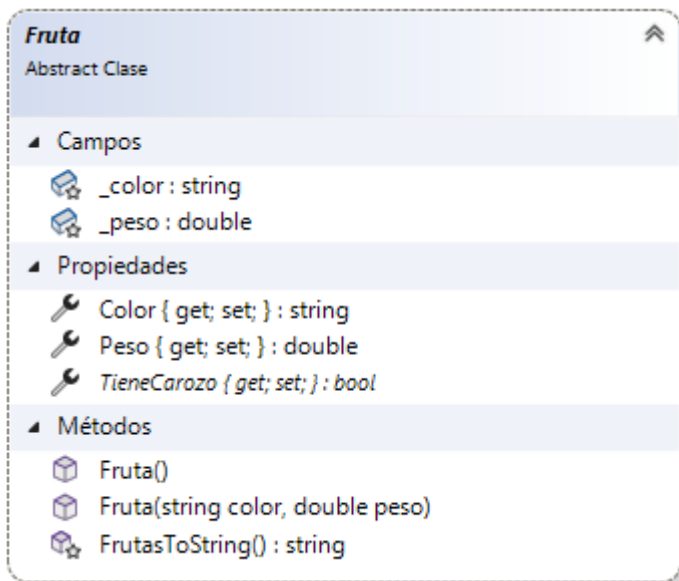 Fruta
Abstract Clase
Campos
_color : string
_peso : double
Propiedades
Color { get; set; } : string
Peso { get; set; } : double
TieneCarozo { get; set; } : bool
Métodos
Fruta()
Fruta(string color, double peso)
FrutasToString() : string